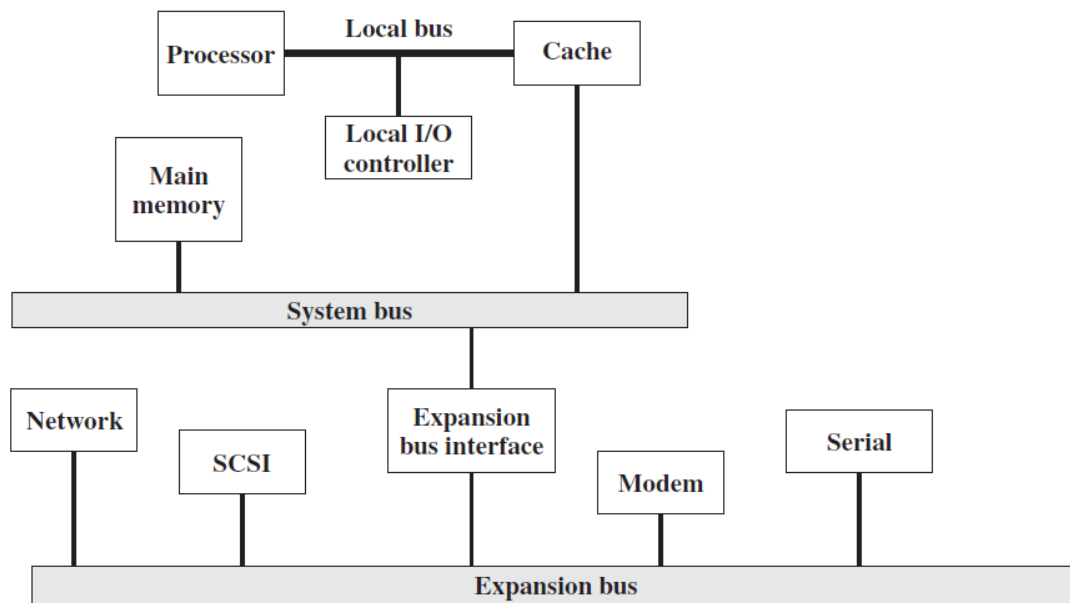 Local bus
Processor
Cache
Local I/O
controller
Main
memory
System bus
Network
SCSI
Expansion
bus interface
Modem
Serial
Expansion bus